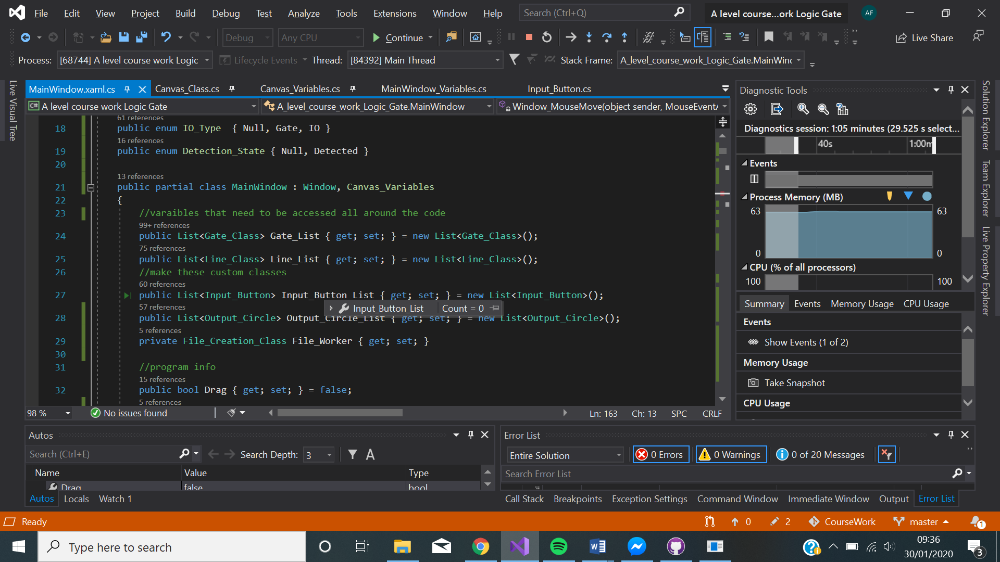 File Edit View Project Build Debug Test Analyze Tools Extensions Window Help Search (Ctrl+Q) A level course...ork Logic Gate AF
Debug Any CPU Continue Live Share
Process: [68744] A level course work Logic Lifecycle Events Thread: [84392] Main Thread Stack Frame: A_level_course_work_Logic_Gate.MainWin
MainWindow.xaml.cs Canvas_Class.cs Canvas_Variables.cs MainWindow_Variables.cs Input_Button.cs
C# A level course work Logic Gate A_level_course_work_Logic_Gate.MainWindow Window_MouseMove(object sender, MouseEventA
Live Visual Tree
61 references
18 public enum IO_Type { Null, Gate, IO }
16 references
19 public enum Detection_State { Null, Detected }
20
13 references
21 public partial class MainWindow : Window, Canvas_Variables
22 {
23 //varaibles that need to be accessed all around the code
99+ references
24 public List<Gate_Class> Gate_List { get; set; } = new List<Gate_Class>();
75 references
25 public List<Line_Class> Line_List { get; set; } = new List<Line_Class>();
26 //make these custom classes
60 references
27 public List<Input_Button> Input_Button_List { get; set; } = new List<Input_Button>();
Input_Button_List Count = 0
57 references
28 public List<Output_Circle> Output_Circle_List { get; set; } = new List<Output_Circle>();
5 references
29 private File_Creation_Class File_Worker { get; set; }
30
31 //program info
15 references
32 public bool Drag { get; set; } = false;
5 references
98 % No issues found Ln: 163 Ch: 13 SPC CRLF
Diagnostic Tools
Diagnostics session: 1:05 minutes (29.525 s select...
40s 1:00m
Events
Process Memory (MB)
63 63
0 0
CPU (% of all processors)
100 100
Summary Events Memory Usage CPU Usage
Events
Show Events (1 of 2)
Memory Usage
Take Snapshot
CPU Usage
Solution Explorer
Team Explorer
Live Property Explorer
Autos
Search (Ctrl+E) Search Depth: 3 A
Name Value Type
Drag false bool
Autos Locals Watch 1
Error List
Entire Solution 0 Errors 0 Warnings 0 of 20 Messages
Search Error List
Call Stack Breakpoints Exception Settings Command Window Immediate Window Output Error List
Ready 0 2 CourseWork master 1
Type here to search
09:36
30/01/2020
3